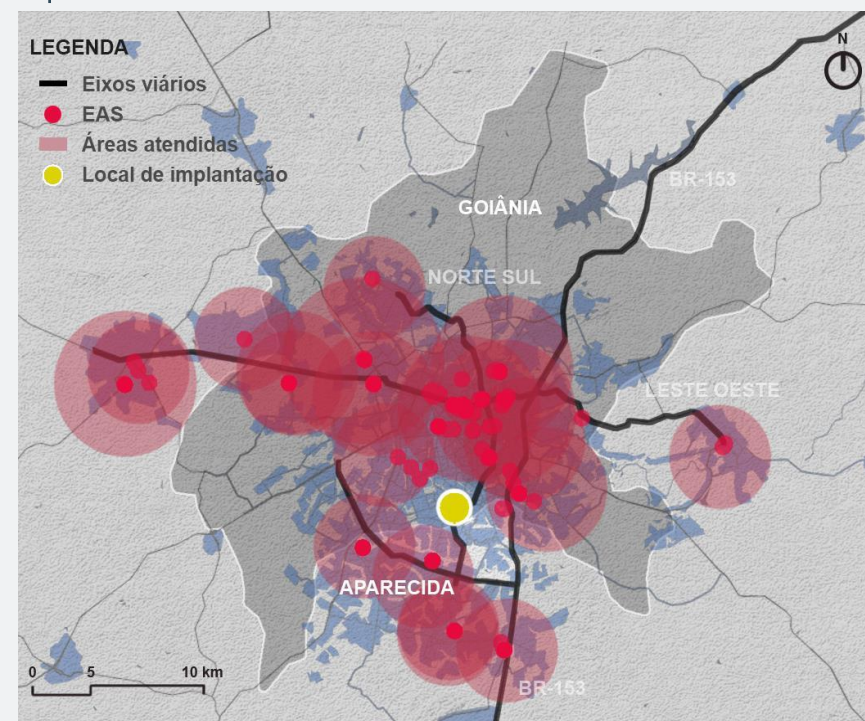 LEGENDA
Eixos viários
EAS
Áreas atendidas
Local de implantação
N
BR-153
GOIÂNIA
NORTE SUL
LESTE OESTE
APARECIDA
BR-153
0 5 10 km